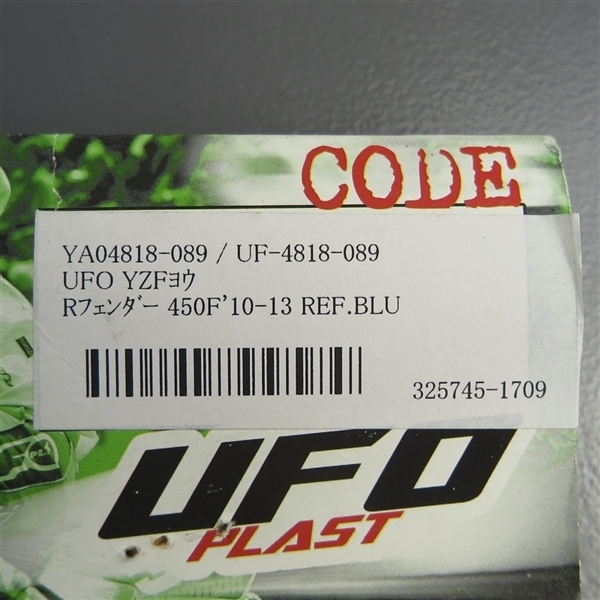 CODE
YA04818-089 / UF-4818-089
UFO YZFﾖｳ
Rﾌｪﾝﾀﾞｰ 450F'10-13 REF.BLU
325745-1709
UFO
PLAST